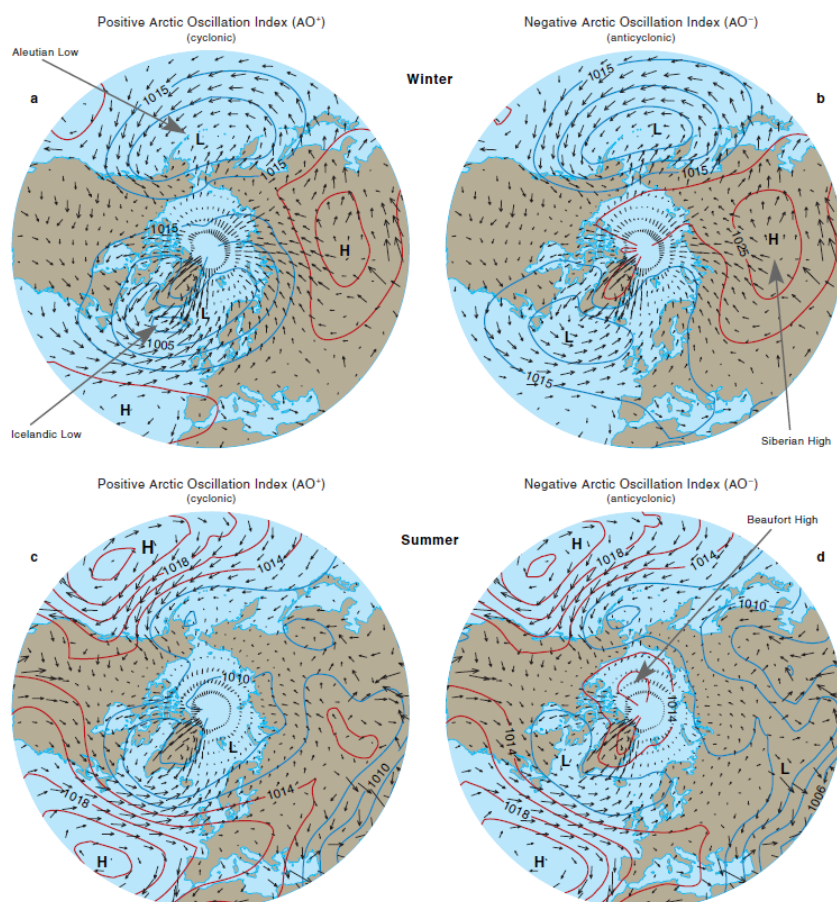 Positive Arctic Oscillation Index (AO⁺)
(cyclonic)
Negative Arctic Oscillation Index (AO⁻)
(anticyclonic)
Aleutian Low
Winter
a
b
1015
L
1015
1015
H
1005
L
H
Icelandic Low
1015
L
1015
1025
H
L
1015
Siberian High
Positive Arctic Oscillation Index (AO⁺)
(cyclonic)
Negative Arctic Oscillation Index (AO⁻)
(anticyclonic)
Beaufort High
Summer
c
d
H
1018
1014
1010
L
1014
1010
1018
H
H
1018
1014
1010
1014
1014
L
L
1006
1018
H